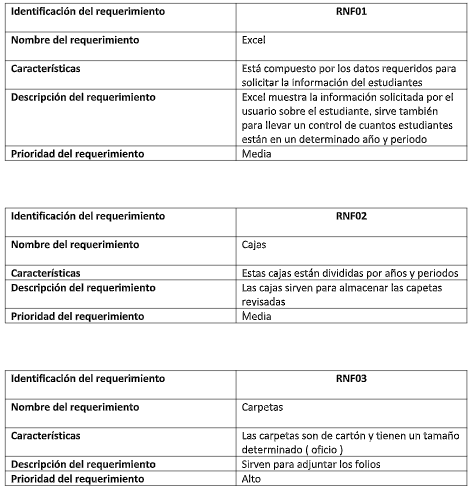 Identificación del requerimiento RNF01
Nombre del requerimiento Excel
Características Está compuesto por los datos requeridos para
solicitar la información del estudiantes
Descripción del requerimiento Excel muestra la información solicitada por el
usuario sobre el estudiante, sirve también
para llevar un control de cuantos estudiantes
están en un determinado año y periodo
Prioridad del requerimiento Media
Identificación del requerimiento RNF02
Nombre del requerimiento Cajas
Características Estas cajas están divididas por años y periodos
Descripción del requerimiento Las cajas sirven para almacenar las capetas
revisadas
Prioridad del requerimiento Media
Identificación del requerimiento RNF03
Nombre del requerimiento Carpetas
Características Las carpetas son de cartón y tienen un tamaño
determinado ( oficio )
Descripción del requerimiento Sirven para adjuntar los folios
Prioridad del requerimiento Alto